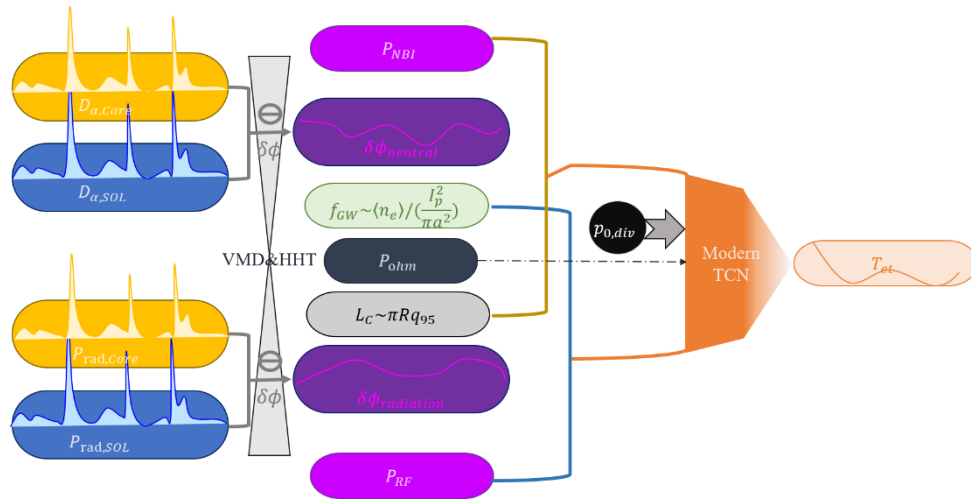 D_{α,Core}
D_{α,SOL}
⊖
δϕ
VMD&HHT
P_{rad,Core}
P_{rad,SOL}
⊖
δϕ
P_{NBI}
δϕ_{neutral}
f_{GW}~⟨n_e⟩/(\frac{I_p^2}{πa^2})
P_{ohm}
L_C~πRq_{95}
δϕ_{radiation}
P_{RF}
p_{0,div}
Modern
TCN
T_{et}